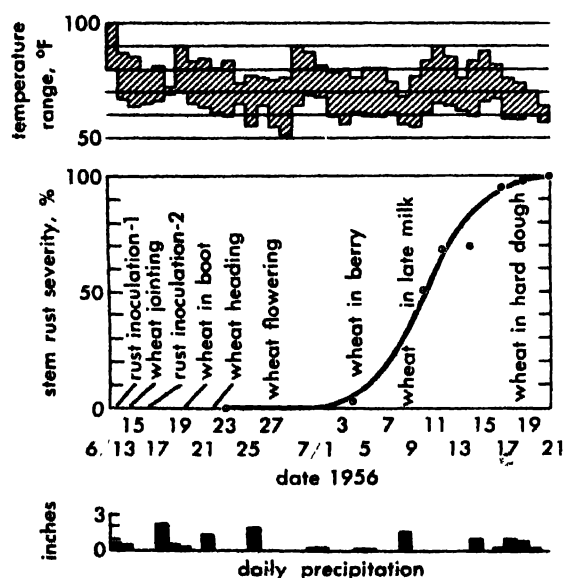 100
50
temperature
range, °F
100
50
0
stem rust severity, %
rust inoculation-1
wheat jointing
rust inoculation-2
wheat in boot
wheat heading
wheat flowering
wheat in berry
wheat in late milk
wheat in hard dough
15 19 23 27 3 7 11 15 19
6/13 17 21 25 7/1 5 9 13 17 21
date 1956
3
0
inches
daily precipitation